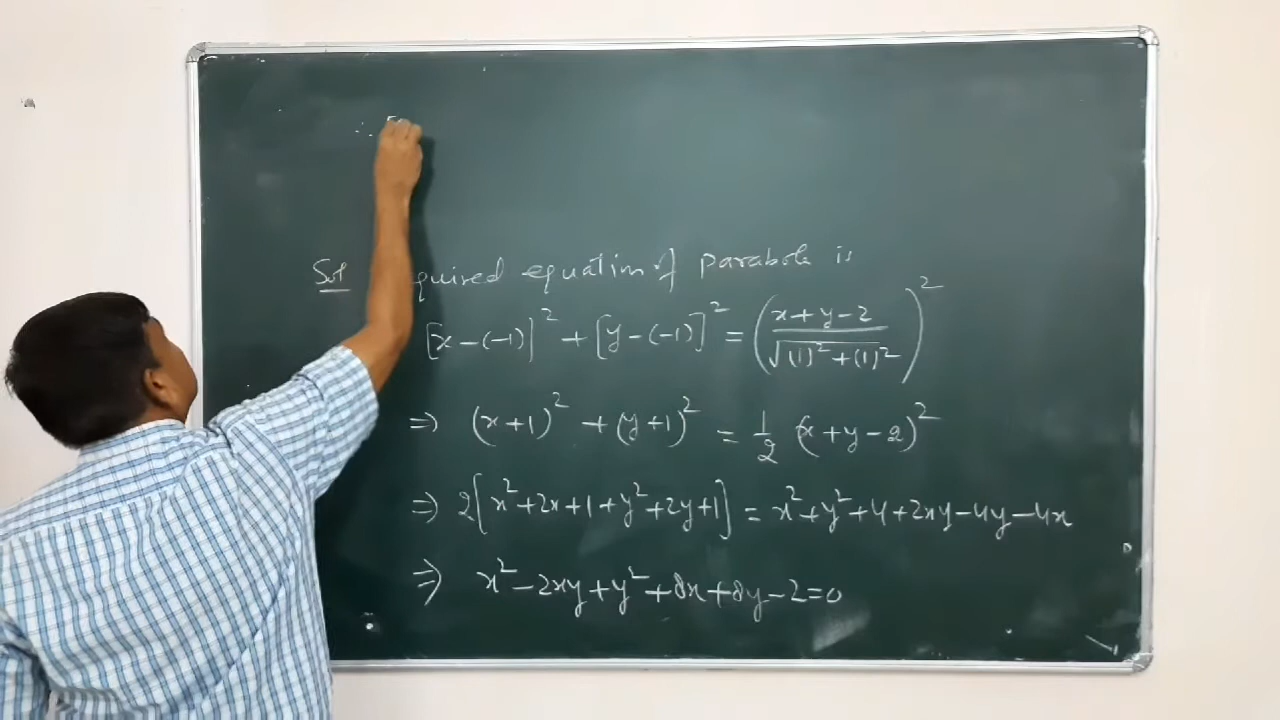 ∴
Sol quired equation of parabola is
[x-(-1)]² + [y-(-1)]² = ((x+y-2)/√((1)²+(1)²))²
⇒ (x+1)² + (y+1)² = 1/2 (x+y-2)²
⇒ 2[x²+2x+1+y²+2y+1] = x²+y²+4+2xy-4y-4x
⇒ x²-2xy+y²+8x+8y-2=0